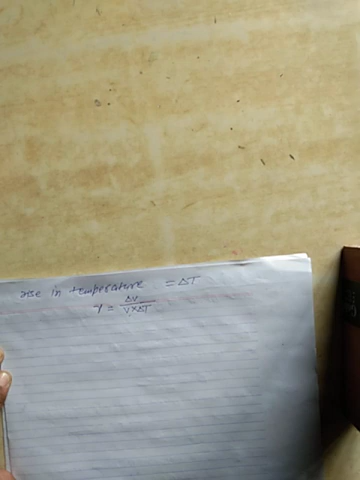 rise in temperature = ΔT
γ = ΔV / V×ΔT